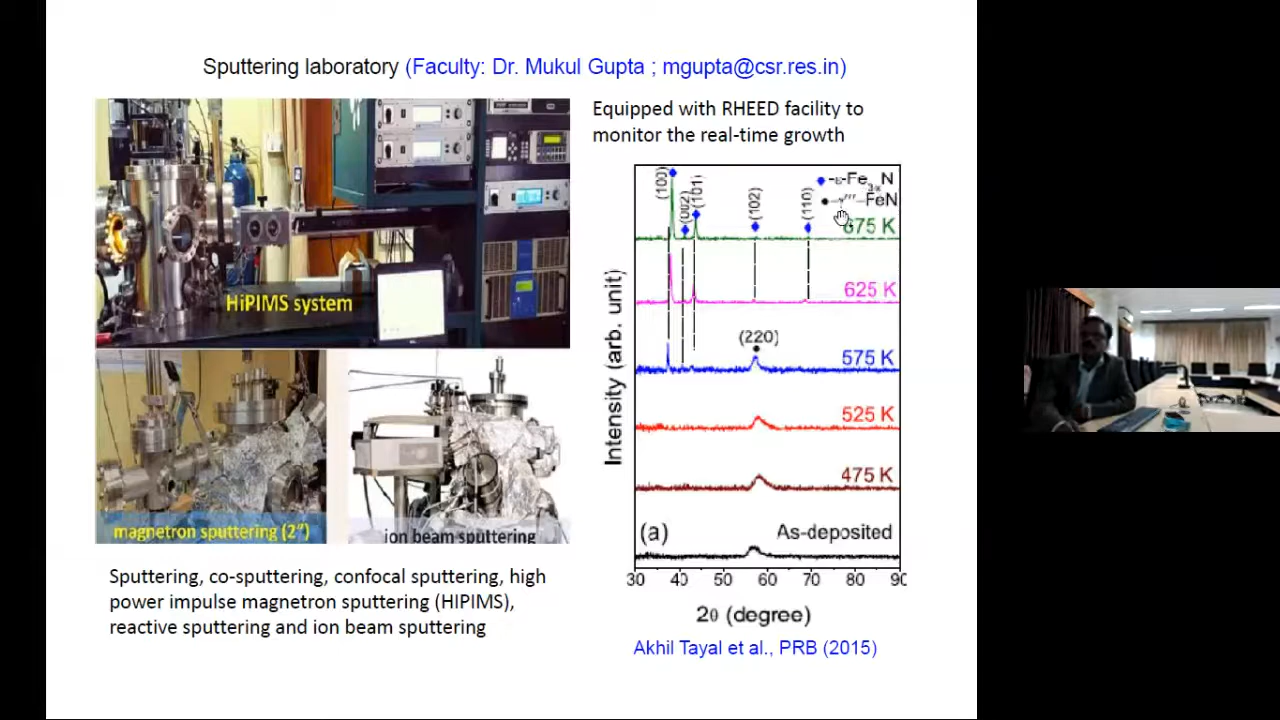 Sputtering laboratory (Faculty: Dr. Mukul Gupta ; mgupta@csr.res.in)
HiPIMS system
magnetron sputtering (2")
ion beam sputtering
Sputtering, co-sputtering, confocal sputtering, high
power impulse magnetron sputtering (HIPIMS),
reactive sputtering and ion beam sputtering
Equipped with RHEED facility to
monitor the real-time growth
(100)
(002)
(101)
(102)
(110)
-ε-Fe3-xN
-γ'''-FeN
675 K
625 K
(220)
575 K
525 K
475 K
(a)
As-deposited
Intensity (arb. unit)
30 40 50 60 70 80 90
2θ (degree)
Akhil Tayal et al., PRB (2015)